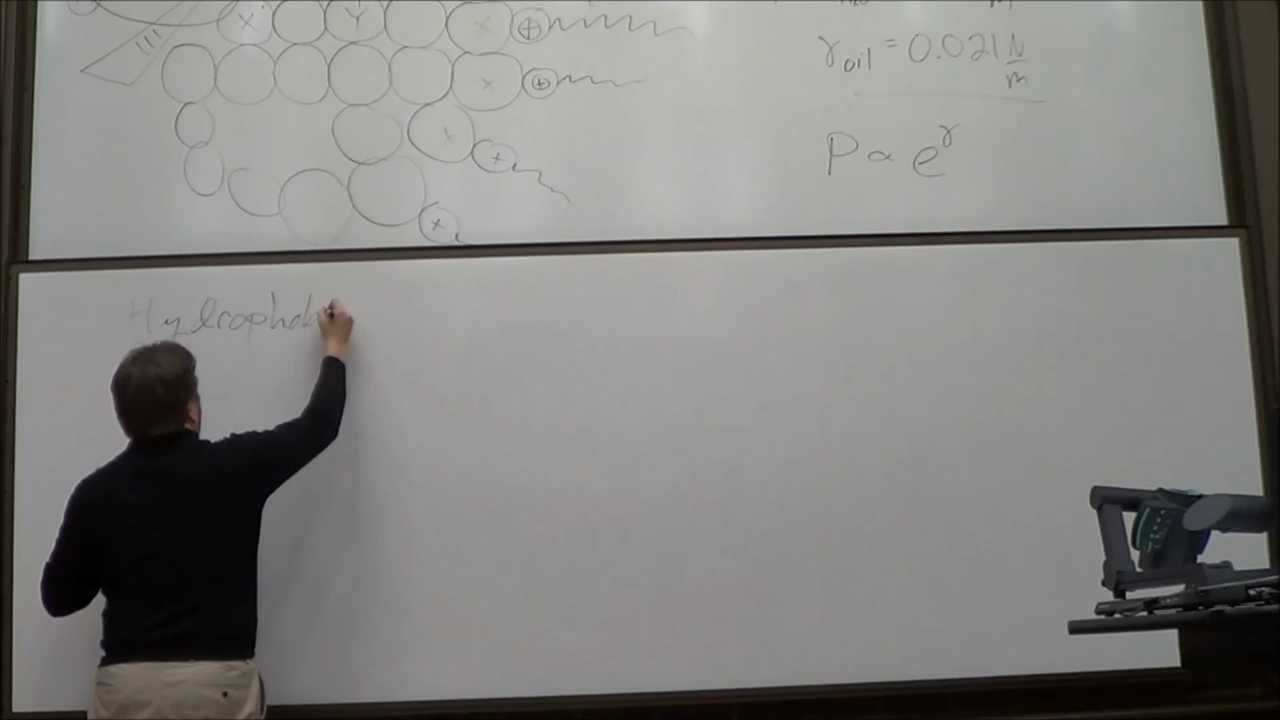 X Y X ⊕
γoil = 0.021 N/m
X ⊕
P ∝ e^γ
+
+
Hydrophob